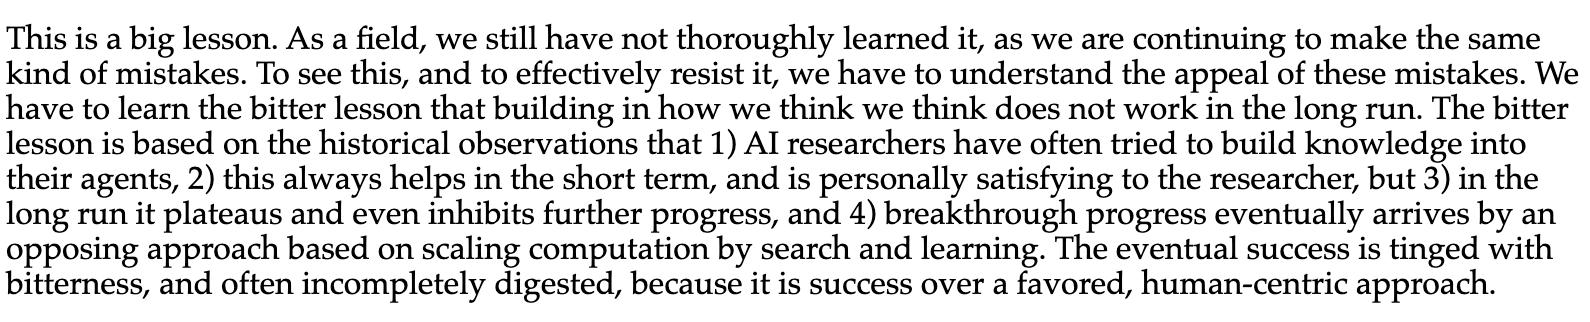 This is a big lesson. As a field, we still have not thoroughly learned it, as we are continuing to make the same
kind of mistakes. To see this, and to effectively resist it, we have to understand the appeal of these mistakes. We
have to learn the bitter lesson that building in how we think we think does not work in the long run. The bitter
lesson is based on the historical observations that 1) AI researchers have often tried to build knowledge into
their agents, 2) this always helps in the short term, and is personally satisfying to the researcher, but 3) in the
long run it plateaus and even inhibits further progress, and 4) breakthrough progress eventually arrives by an
opposing approach based on scaling computation by search and learning. The eventual success is tinged with
bitterness, and often incompletely digested, because it is success over a favored, human-centric approach.